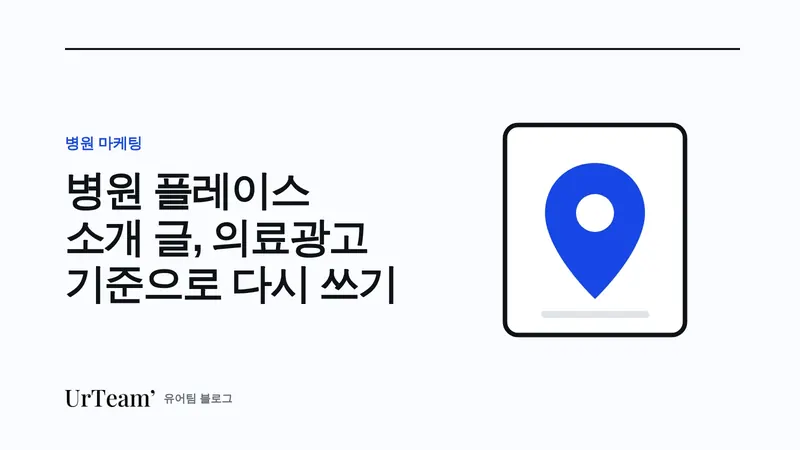 병원 마케팅
병원 플레이스
소개 글, 의료광고
기준으로 다시 쓰기
UrTeam’ 유어팀 블로그